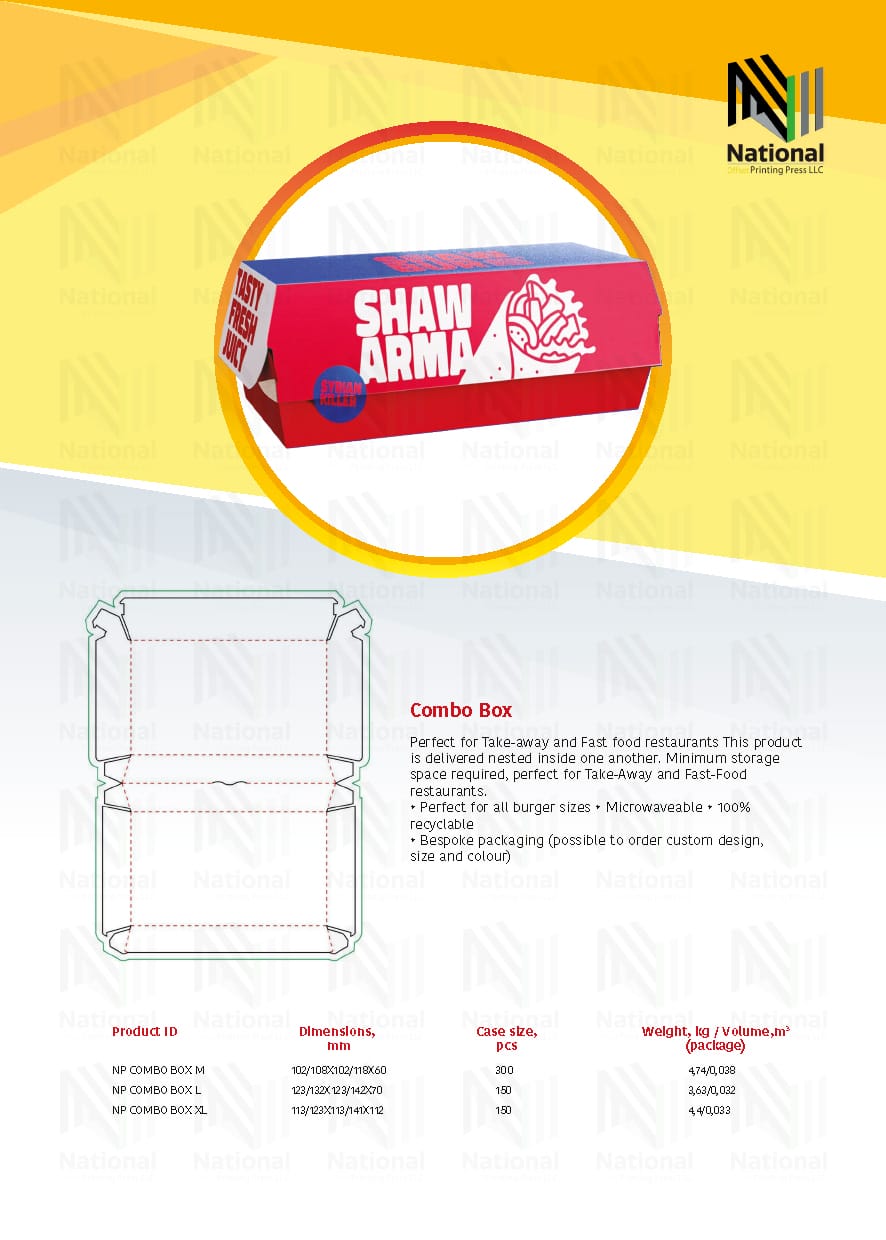 National
Offset Printing Press LLC
TASTY
FRESH
JUICY
SHAW
ARMA
SYRIAN
KILLER
Combo Box
Perfect for Take-away and Fast food restaurants This product
is delivered nested inside one another. Minimum storage
space required, perfect for Take-Away and Fast-Food
restaurants.
• Perfect for all burger sizes • Microwaveable • 100%
recyclable
• Bespoke packaging (possible to order custom design,
size and colour)
Product ID Dimensions, Case size, Weight, kg / Volume,m³
mm pcs (package)
NP COMBO BOX M 102/108X102/118X60 300 4,74/0,038
NP COMBO BOX L 123/132X123/142X70 150 3,63/0,032
NP COMBO BOX XL 113/123X113/141X112 150 4,4/0,033